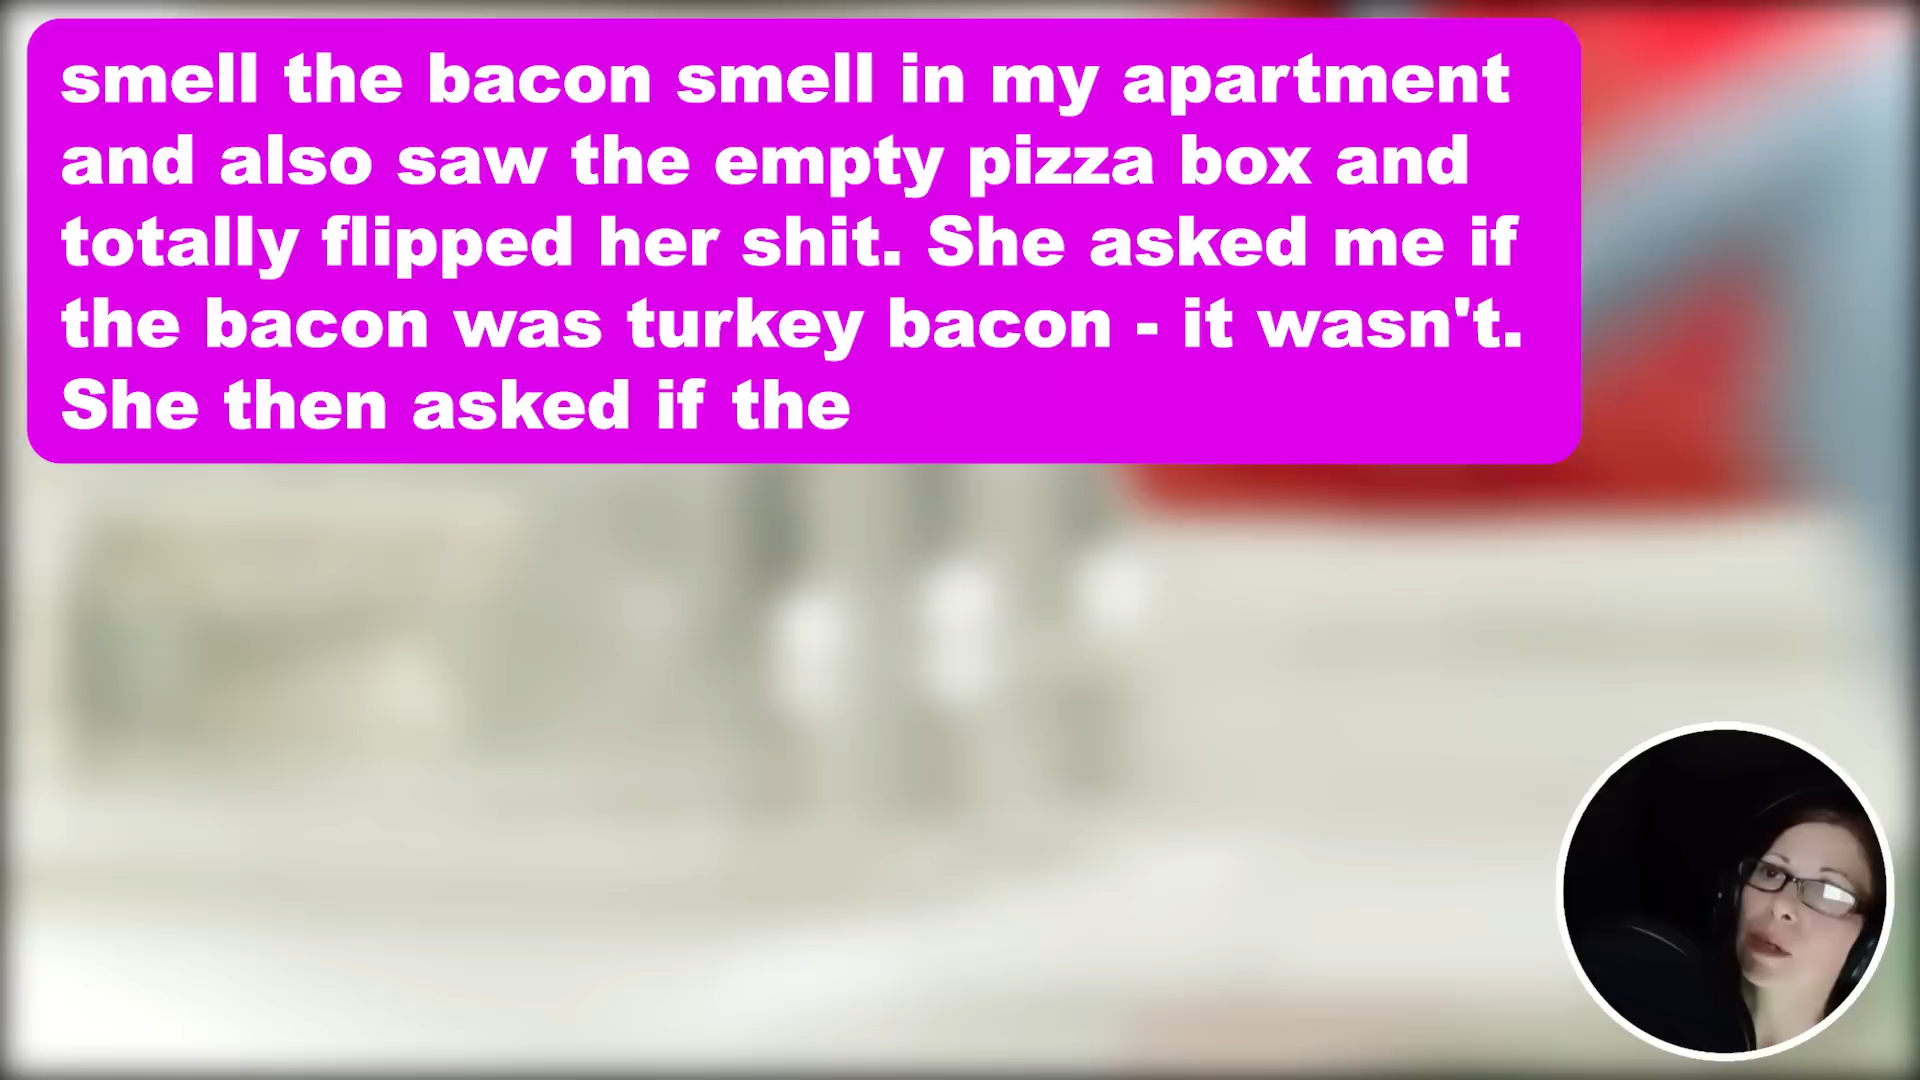 smell the bacon smell in my apartment
and also saw the empty pizza box and
totally flipped her shit. She asked me if
the bacon was turkey bacon - it wasn't.
She then asked if the